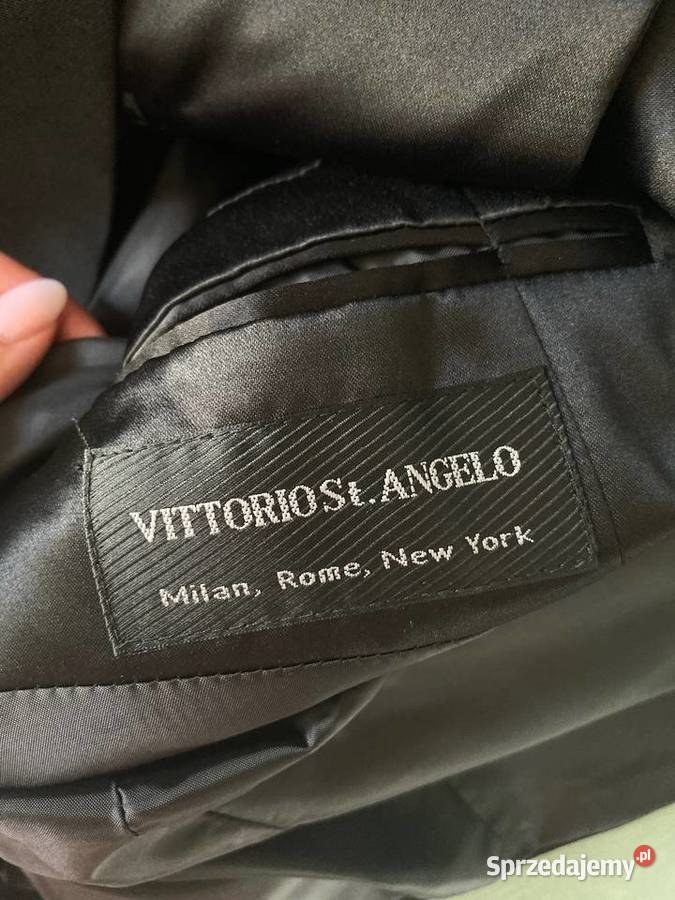 VITTORIO St. ANGELO
Milan, Rome, New York
Sprzedajemy.pl